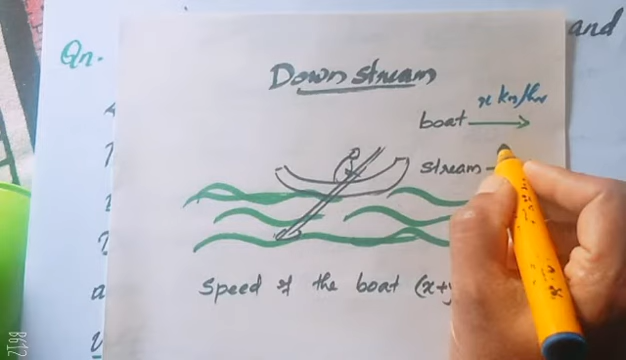 Qn.
and
Down stream
x km/hr
boat
stream
Speed of the boat (x+y